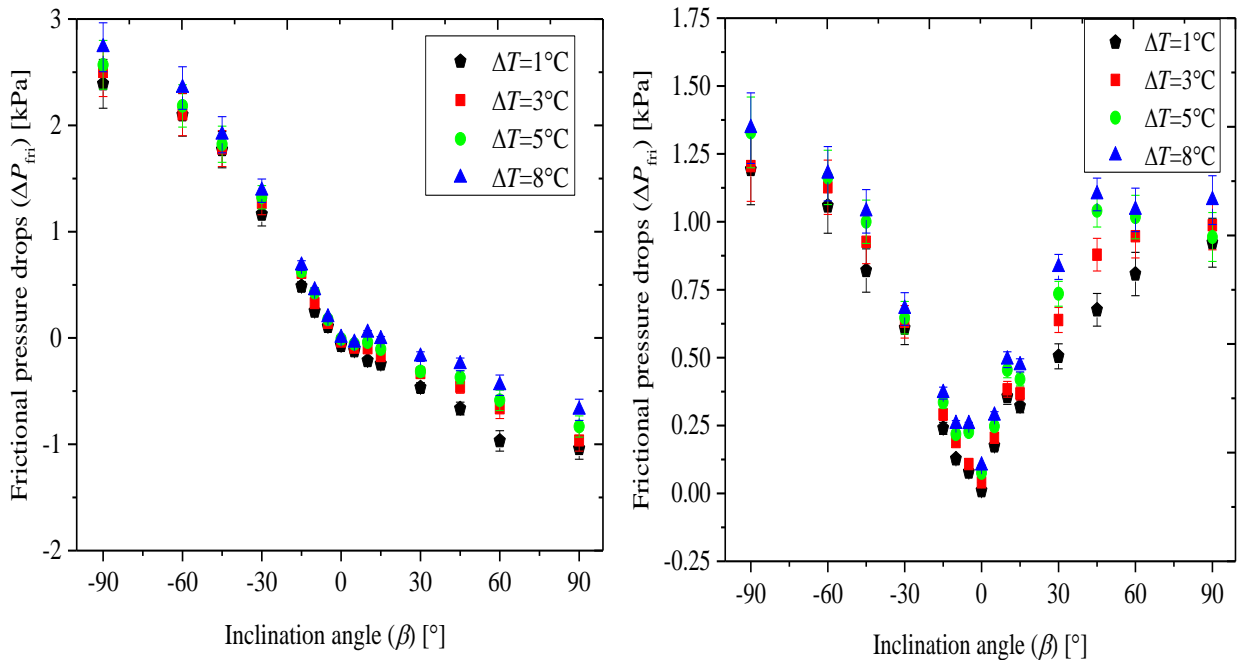 3
2
1
0
-1
-2
-90
-60
-30
0
30
60
90
Frictional pressure drops (ΔP_fri) [kPa]
Inclination angle (β) [°]
ΔT=1°C
ΔT=3°C
ΔT=5°C
ΔT=8°C
1.75
1.50
1.25
1.00
0.75
0.50
0.25
0.00
-0.25
-90
-60
-30
0
30
60
90
Frictional pressure drops (ΔP_fri) [kPa]
Inclination angle (β) [°]
ΔT=1°C
ΔT=3°C
ΔT=5°C
ΔT=8°C